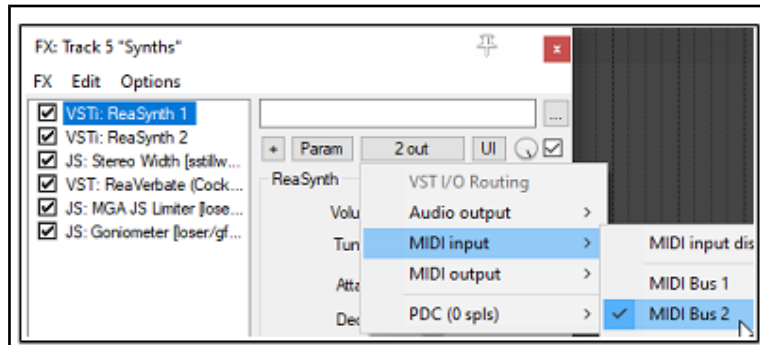 FX: Track 5 "Synths"
FX Edit Options
VSTi: ReaSynth 1
VSTi: ReaSynth 2
JS: Stereo Width [sstillw...
VST: ReaVerbate (Cock...
JS: MGA JS Limiter [lose...
JS: Goniometer [loser/gf...
...
+ Param 2 out UI
ReaSynth
Volu
Tun
Atta
Dec
VST I/O Routing
Audio output >
MIDI input >
MIDI output >
PDC (0 spls) >
MIDI input dis
MIDI Bus 1
MIDI Bus 2